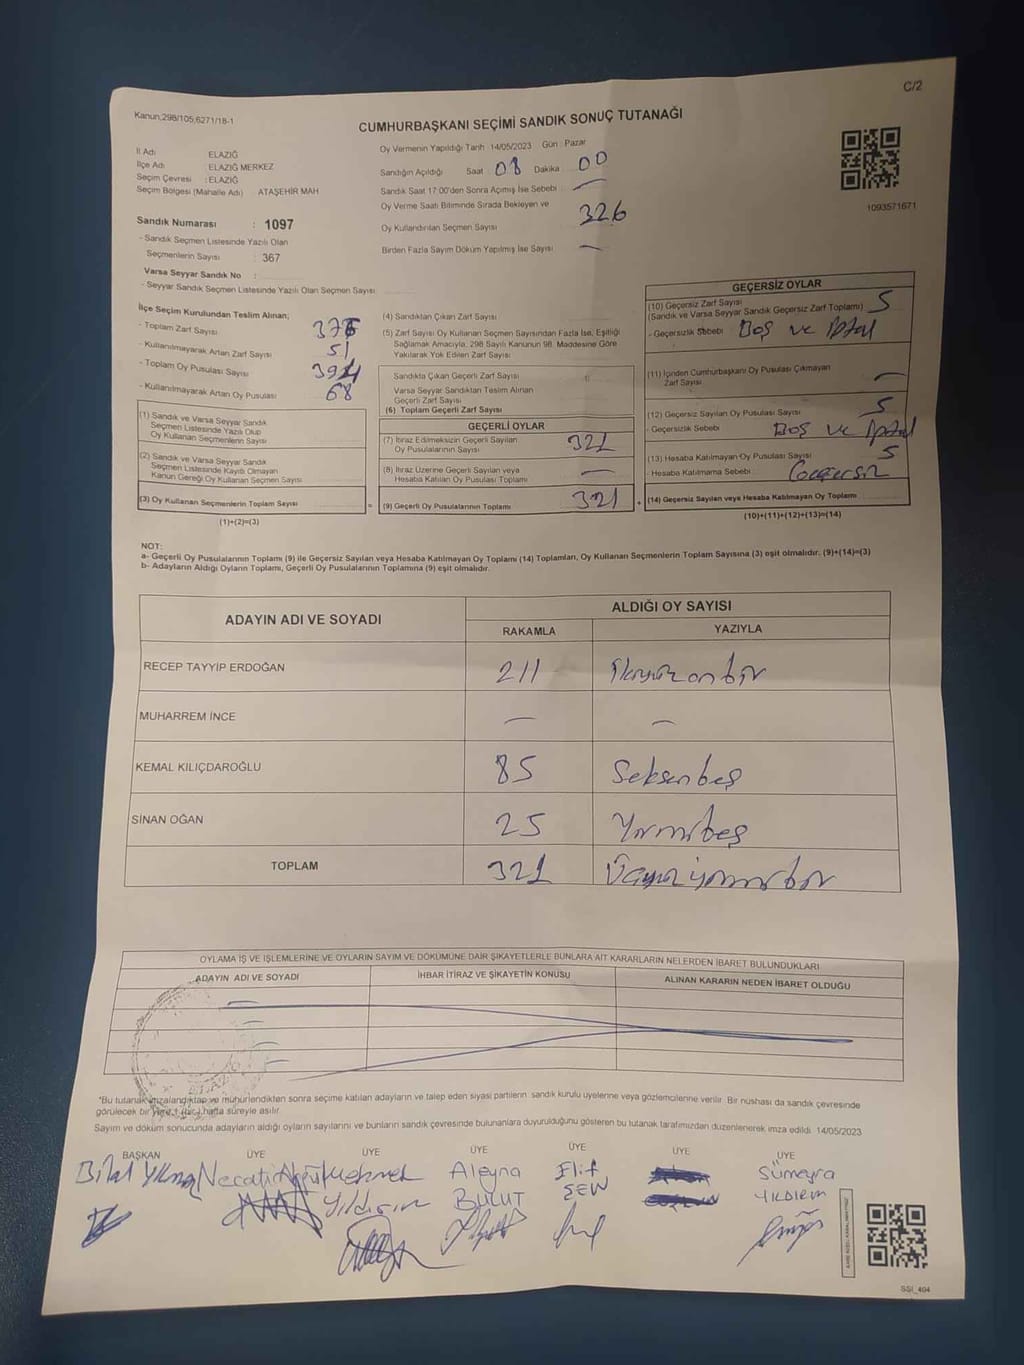 C/2
Kanun;298/105;6271/18-1
CUMHURBAŞKANI SEÇİMİ SANDIK SONUÇ TUTANAĞI
İl Adı : ELAZIĞ
İlçe Adı : ELAZIĞ MERKEZ
Seçim Çevresi : ELAZIĞ
Seçim Bölgesi (Mahalle Adı) ATAŞEHİR MAH
Oy Vermenin Yapıldığı Tarih 14/05/2023 Gün Pazar
Sandığın Açıldığı Saat 08 Dakika 00
Sandık Saat 17:00'den Sonra Açılmış İse Sebebi —
Oy Verme Saati Bitiminde Sırada Bekleyen ve
Oy Kullandırılan Seçmen Sayısı 326
Birden Fazla Sayım Döküm Yapılmış İse Sayısı —
1093571671
Sandık Numarası : 1097
- Sandık Seçmen Listesinde Yazılı Olan
Seçmenlerin Sayısı : 367
Varsa Seyyar Sandık No :
- Seyyar Sandık Seçmen Listesinde Yazılı Olan Seçmen Sayısı
İlçe Seçim Kurulundan Teslim Alınan;
- Toplam Zarf Sayısı
- Kullanılmayarak Artan Zarf Sayısı 51
- Toplam Oy Pusulası Sayısı
- Kullanılmayarak Artan Oy Pusulası 68
(1) Sandık ve Varsa Seyyar Sandık
Seçmen Listesinde Yazılı Olup
Oy Kullanan Seçmenlerin Sayısı
(2) Sandık ve Varsa Seyyar Sandık
Seçmen Listesinde Kayıtlı Olmayan
Kanun Gereği Oy Kullanan Seçmen Sayısı
(3) Oy Kullanan Seçmenlerin Toplam Sayısı
=
(1)+(2)=(3)
(4) Sandıktan Çıkan Zarf Sayısı
(5) Zarf Sayısı Oy Kullanan Seçmen Sayısından Fazla İse, Eşitliği
Sağlamak Amacıyla, 298 Sayılı Kanunun 98. Maddesine Göre
Yakılarak Yok Edilen Zarf Sayısı
Sandıkta Çıkan Geçerli Zarf Sayısı
Varsa Seyyar Sandıktan Teslim Alınan
Geçerli Zarf Sayısı
(6) Toplam Geçerli Zarf Sayısı
GEÇERLİ OYLAR
(7) İtiraz Edilmeksizin Geçerli Sayılan
Oy Pusulalarının Sayısı 321
(8) İtiraz Üzerine Geçerli Sayılan veya
Hesaba Katılan Oy Pusulası Toplamı —
(9) Geçerli Oy Pusulalarının Toplamı 321
+
GEÇERSİZ OYLAR
(10) Geçersiz Zarf Sayısı 5
(Sandık ve Varsa Seyyar Sandık Geçersiz Zarf Toplamı)
- Geçersizlik Sebebi Boş ve İptal
(11) İçinden Cumhurbaşkanı Oy Pusulası Çıkmayan
Zarf Sayısı —
(12) Geçersiz Sayılan Oy Pusulası Sayısı 5
- Geçersizlik Sebebi Boş ve İptal
(13) Hesaba Katılmayan Oy Pusulası Sayısı 5
- Hesaba Katılmama Sebebi Geçersiz
(14) Geçersiz Sayılan veya Hesaba Katılmayan Oy Toplamı
(10)+(11)+(12)+(13)=(14)
NOT:
a- Geçerli Oy Pusulalarının Toplamı (9) ile Geçersiz Sayılan veya Hesaba Katılmayan Oy Toplamı (14) Toplamları, Oy Kullanan Seçmenlerin Toplam Sayısına (3) eşit olmalıdır. (9)+(14)=(3)
b- Adayların Aldığı Oyların Toplamı, Geçerli Oy Pusulalarının Toplamına (9) eşit olmalıdır.
ADAYIN ADI VE SOYADI ALDIĞI OY SAYISI
RAKAMLA YAZIYLA
RECEP TAYYİP ERDOĞAN 211 ikiyüzonbir
MUHARREM İNCE — —
KEMAL KILIÇDAROĞLU 85 Seksenbeş
SİNAN OĞAN 25 Yirmibeş
TOPLAM 321 Üçyüzyirmibir
OYLAMA İŞ VE İŞLEMLERİNE VE OYLARIN SAYIM VE DÖKÜMÜNE DAİR ŞİKAYETLERLE BUNLARA AİT KARARLARIN NELERDEN İBARET BULUNDUKLARI
ADAYIN ADI VE SOYADI İHBAR İTİRAZ VE ŞİKAYETİN KONUSU ALINAN KARARIN NEDEN İBARET OLDUĞU
"Bu tutanak imzalandıktan ve mühürlendikten sonra seçime katılan adayların ve talep eden siyasi partilerin sandık kurulu üyelerine veya gözlemcilerine verilir. Bir nüshası da sandık çevresinde
görülecek bir yere 1 (bir) hafta süreyle asılır.
Sayım ve döküm sonucunda adayların aldığı oyların sayılarını ve bunların sandık çevresinde bulunanlara duyurulduğunu gösteren bu tutanak tarafımızdan düzenlenerek imza edildi. 14/05/2023
BAŞKAN ÜYE ÜYE ÜYE ÜYE ÜYE ÜYE
Bilal Necati Mehmet Aleyna Elif Sümeyra
Yıldırım BULUT ŞEN YILDIRIM
SSİ_404